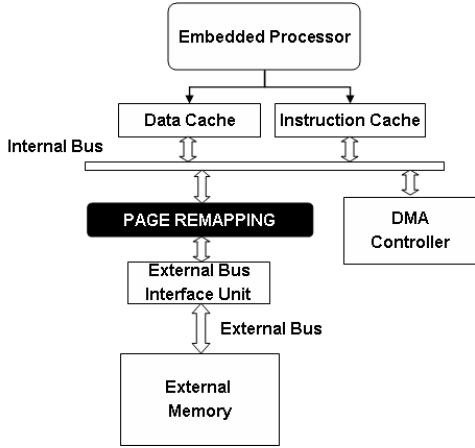 Embedded Processor
Data Cache
Instruction Cache
Internal Bus
PAGE REMAPPING
DMA
Controller
External Bus
Interface Unit
External Bus
External
Memory